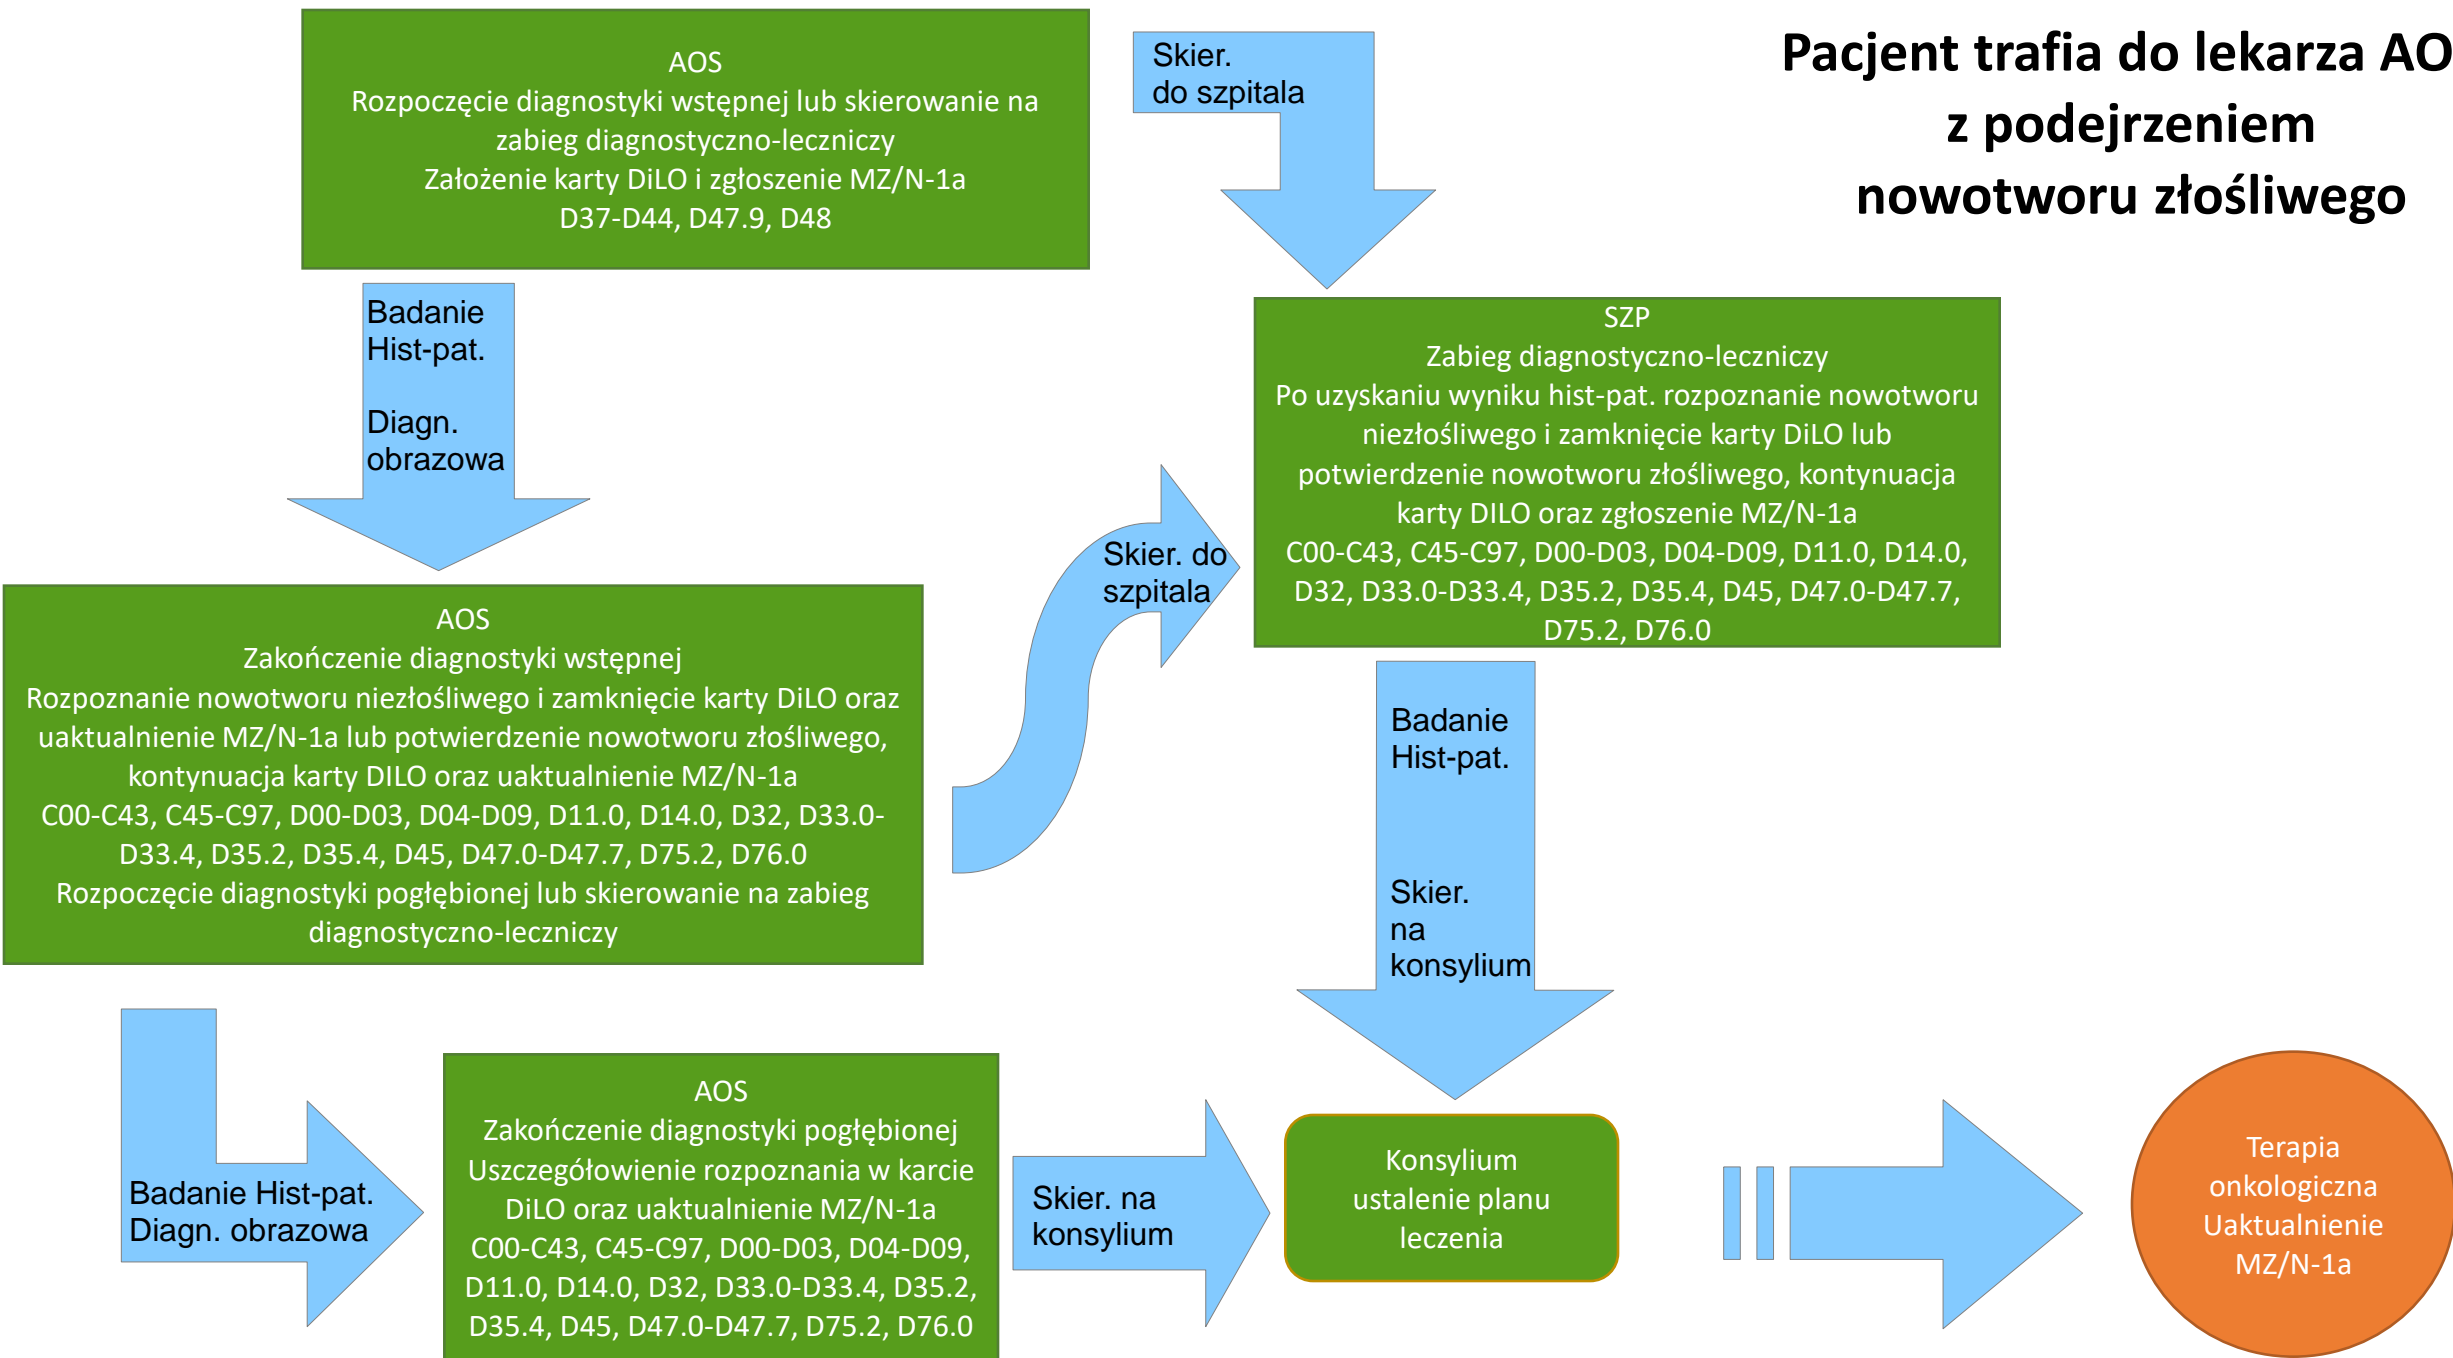 Pacjent trafia do lekarza AO
z podejrzeniem
nowotworu złośliwego
AOS
Rozpoczęcie diagnostyki wstępnej lub skierowanie na
zabieg diagnostyczno-leczniczy
Założenie karty DiLO i zgłoszenie MZ/N-1a
D37-D44, D47.9, D48
Skier.
do szpitala
Badanie
Hist-pat.
Diagn.
obrazowa
SZP
Zabieg diagnostyczno-leczniczy
Po uzyskaniu wyniku hist-pat. rozpoznanie nowotworu
niezłośliwego i zamknięcie karty DiLO lub
potwierdzenie nowotworu złośliwego, kontynuacja
karty DILO oraz zgłoszenie MZ/N-1a
C00-C43, C45-C97, D00-D03, D04-D09, D11.0, D14.0,
D32, D33.0-D33.4, D35.2, D35.4, D45, D47.0-D47.7,
D75.2, D76.0
AOS
Zakończenie diagnostyki wstępnej
Rozpoznanie nowotworu niezłośliwego i zamknięcie karty DiLO oraz
uaktualnienie MZ/N-1a lub potwierdzenie nowotworu złośliwego,
kontynuacja karty DILO oraz uaktualnienie MZ/N-1a
C00-C43, C45-C97, D00-D03, D04-D09, D11.0, D14.0, D32, D33.0-
D33.4, D35.2, D35.4, D45, D47.0-D47.7, D75.2, D76.0
Rozpoczęcie diagnostyki pogłębionej lub skierowanie na zabieg
diagnostyczno-leczniczy
Skier. do
szpitala
Badanie
Hist-pat.
Skier.
na
konsylium
Badanie Hist-pat.
Diagn. obrazowa
AOS
Zakończenie diagnostyki pogłębionej
Uszczegółowienie rozpoznania w karcie
DiLO oraz uaktualnienie MZ/N-1a
C00-C43, C45-C97, D00-D03, D04-D09,
D11.0, D14.0, D32, D33.0-D33.4, D35.2,
D35.4, D45, D47.0-D47.7, D75.2, D76.0
Skier. na
konsylium
Konsylium
ustalenie planu
leczenia
Terapia
onkologiczna
Uaktualnienie
MZ/N-1a